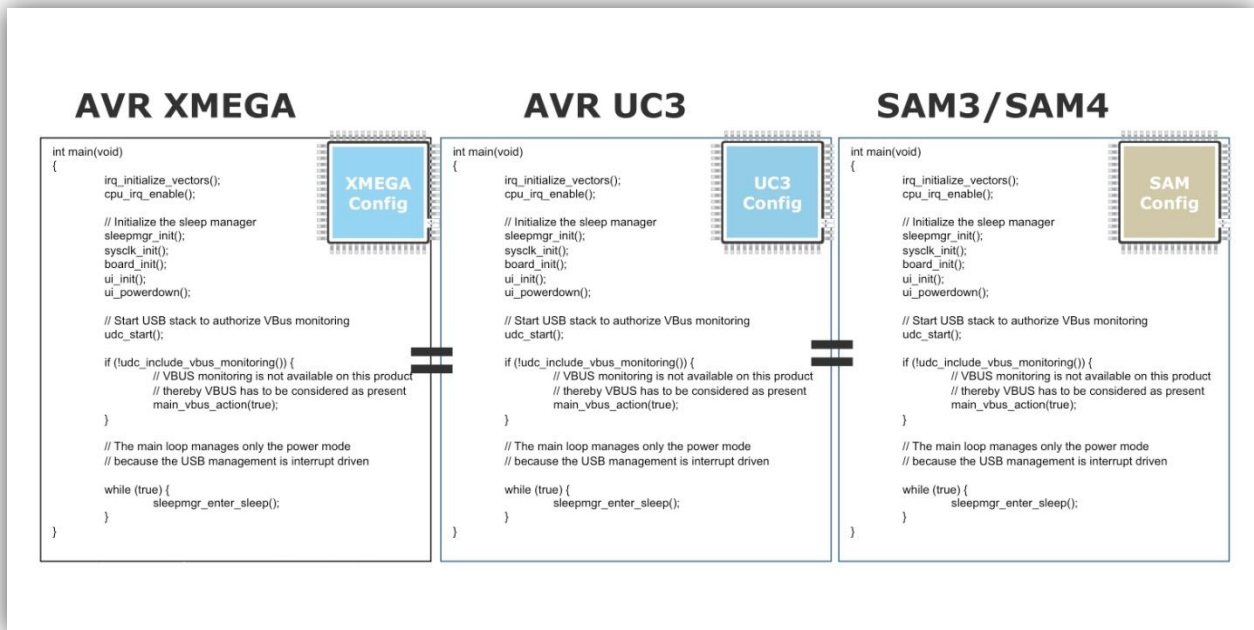 AVR XMEGA
int main(void)
{
irq_initialize_vectors();
cpu_irq_enable();
// Initialize the sleep manager
sleepmgr_init();
sysclk_init();
board_init();
ui_init();
ui_powerdown();
// Start USB stack to authorize VBus monitoring
udc_start();
if (!udc_include_vbus_monitoring()) {
// VBUS monitoring is not available on this product
// thereby VBUS has to be considered as present
main_vbus_action(true);
}
// The main loop manages only the power mode
// because the USB management is interrupt driven
while (true) {
sleepmgr_enter_sleep();
}
}
XMEGA
Config
=
AVR UC3
int main(void)
{
irq_initialize_vectors();
cpu_irq_enable();
// Initialize the sleep manager
sleepmgr_init();
sysclk_init();
board_init();
ui_init();
ui_powerdown();
// Start USB stack to authorize VBus monitoring
udc_start();
if (!udc_include_vbus_monitoring()) {
// VBUS monitoring is not available on this product
// thereby VBUS has to be considered as present
main_vbus_action(true);
}
// The main loop manages only the power mode
// because the USB management is interrupt driven
while (true) {
sleepmgr_enter_sleep();
}
}
UC3
Config
=
SAM3/SAM4
int main(void)
{
irq_initialize_vectors();
cpu_irq_enable();
// Initialize the sleep manager
sleepmgr_init();
sysclk_init();
board_init();
ui_init();
ui_powerdown();
// Start USB stack to authorize VBus monitoring
udc_start();
if (!udc_include_vbus_monitoring()) {
// VBUS monitoring is not available on this product
// thereby VBUS has to be considered as present
main_vbus_action(true);
}
// The main loop manages only the power mode
// because the USB management is interrupt driven
while (true) {
sleepmgr_enter_sleep();
}
}
SAM
Config